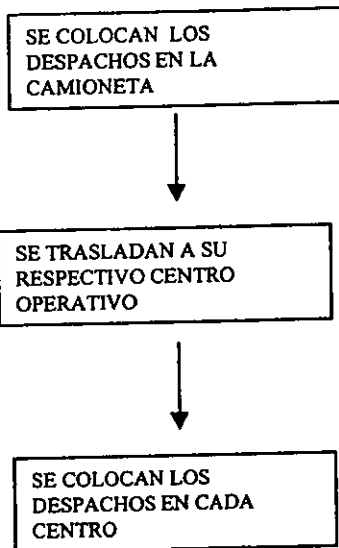 SE COLOCAN LOS
DESPACHOS EN LA
CAMIONETA
SE TRASLADAN A SU
RESPECTIVO CENTRO
OPERATIVO
SE COLOCAN LOS
DESPACHOS EN CADA
CENTRO